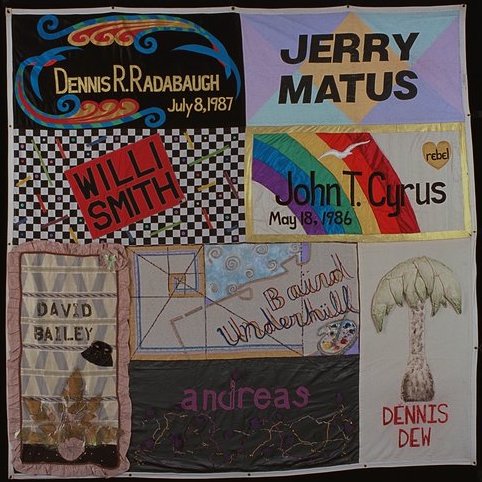 DENNIS R. RADABAUGH
July 8, 1987
JERRY
MATUS
WILLI
SMITH
rebel
John T. Cyrus
May 18, 1986
DAVID
BAILEY
Baird
Underhill
andreas
DENNIS
DEW